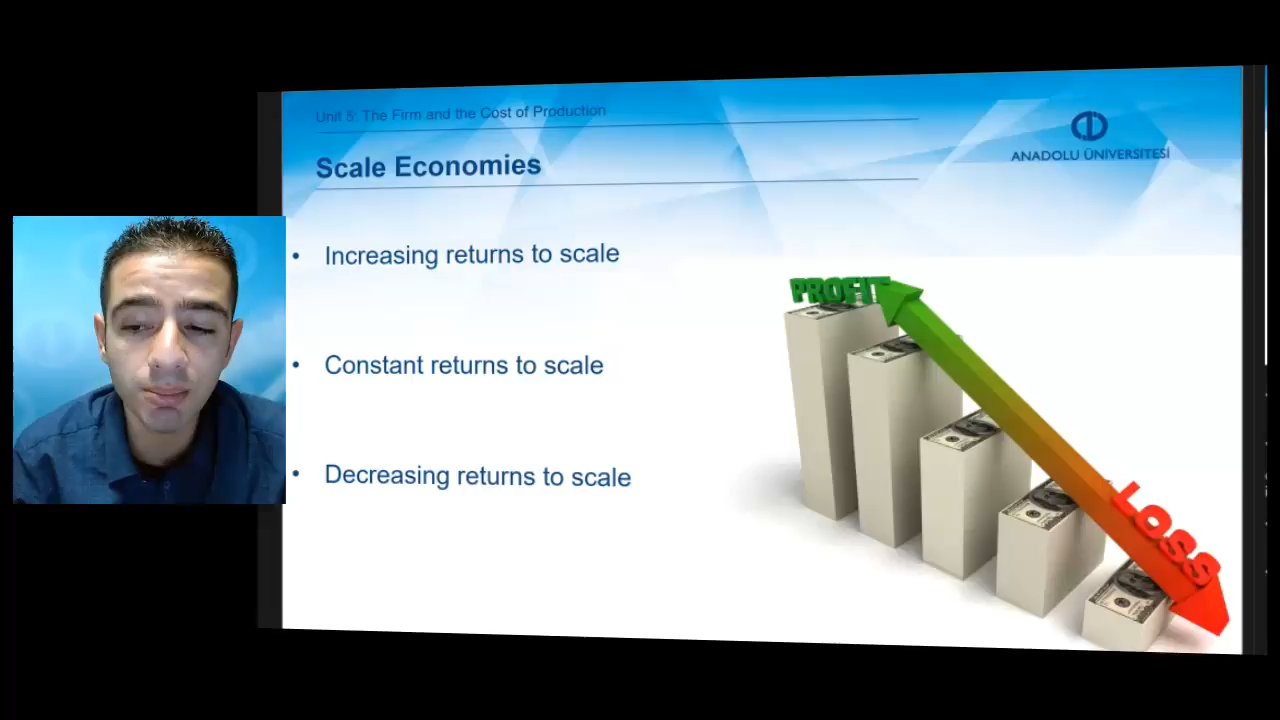 Unit 5: The Firm and the Cost of Production
Scale Economies
ANADOLU ÜNİVERSİTESİ
• Increasing returns to scale
• Constant returns to scale
• Decreasing returns to scale
PROFIT
LOSS